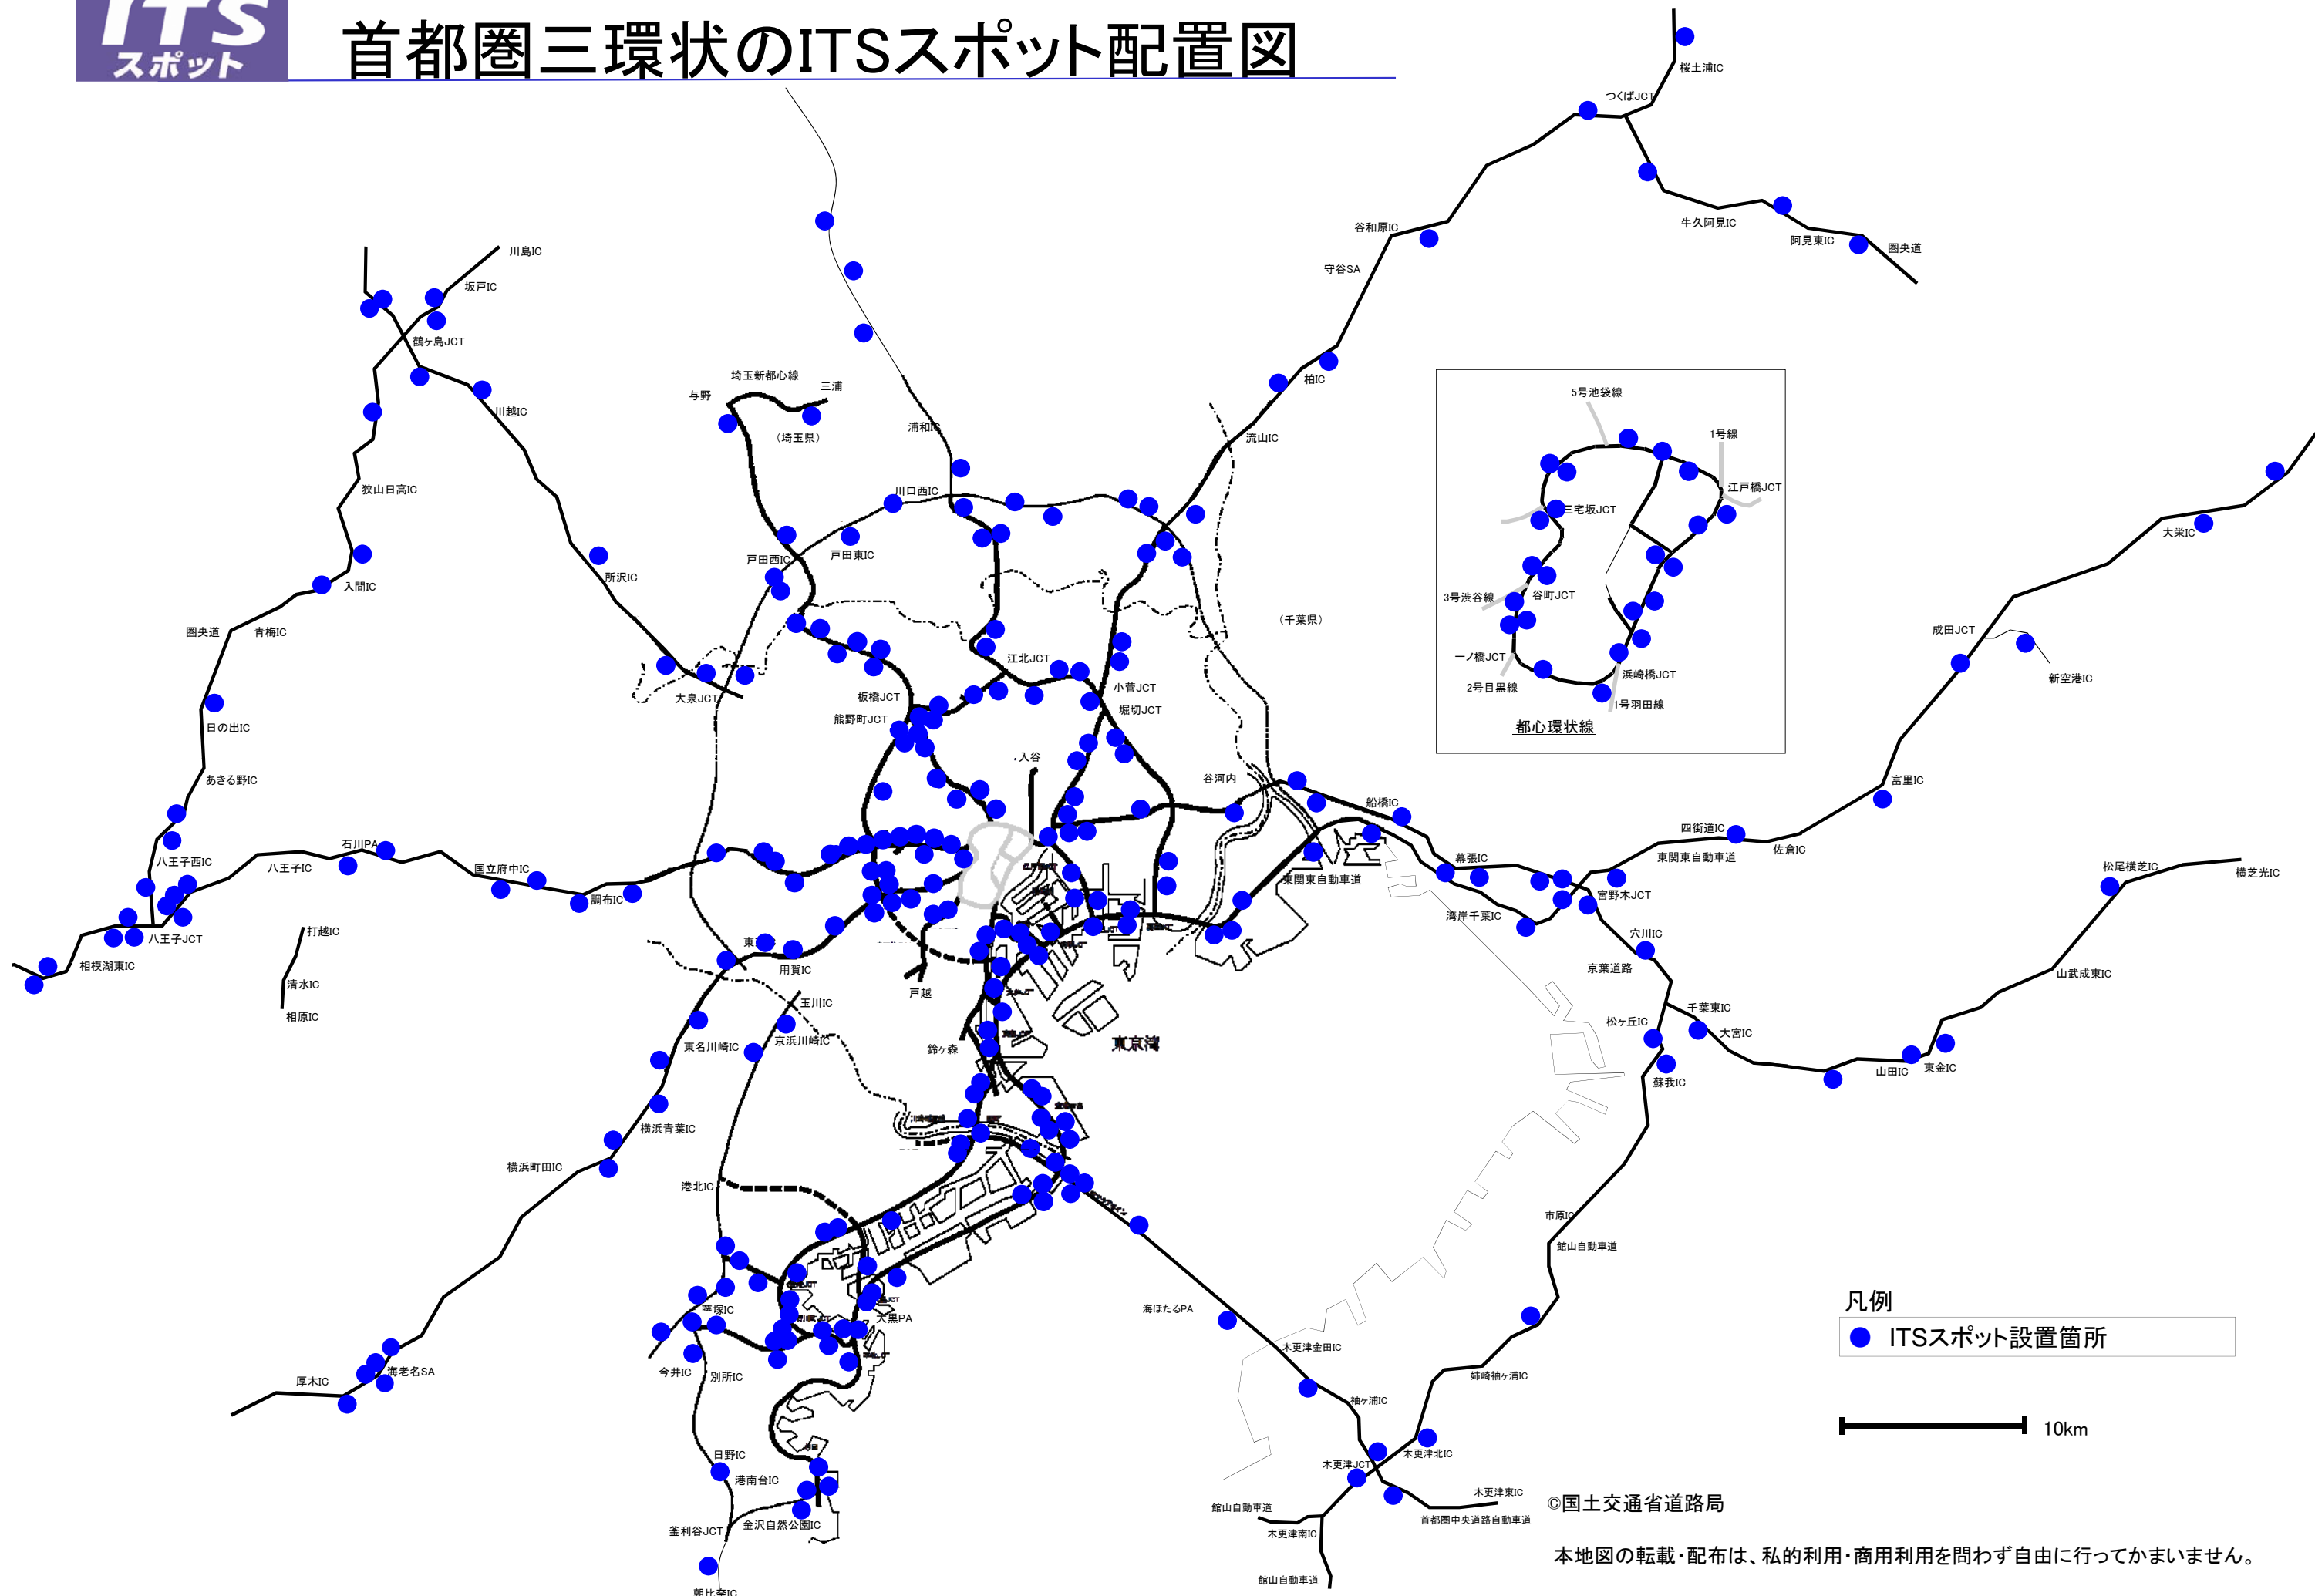 ITS
スポット
首都圏三環状のITSスポット配置図
桜土浦IC
つくばJCT
谷和原IC
牛久阿見IC
阿見東IC
圏央道
守谷SA
川島IC
坂戸IC
鶴ヶ島JCT
柏IC
埼玉新都心線
三浦
与野
(埼玉県)
川越IC
浦和IC
流山IC
5号池袋線
1号線
江戸橋JCT
三宅坂JCT
谷町JCT
3号渋谷線
一ノ橋JCT
浜崎橋JCT
2号目黒線
1号羽田線
都心環状線
狭山日高IC
川口西IC
大栄IC
戸田西IC
戸田東IC
所沢IC
入間IC
圏央道
青梅IC
(千葉県)
成田JCT
新空港IC
江北JCT
小菅JCT
堀切JCT
大泉JCT
板橋JCT
熊野町JCT
日の出IC
入谷
谷河内
あきる野IC
富里IC
船橋IC
四街道IC
佐倉IC
東関東自動車道
石川PA
八王子西IC
八王子IC
国立府中IC
調布IC
幕張IC
東関東自動車道
宮野木JCT
松尾横芝IC
横芝光IC
湾岸千葉IC
打越IC
八王子JCT
穴川IC
京葉道路
相模湖東IC
清水IC
相原IC
用賀IC
戸越
玉川IC
山武成東IC
千葉東IC
松ヶ丘IC
大宮IC
東名川崎IC
京浜川崎IC
鈴ヶ森
東京湾
蘇我IC
山田IC
東金IC
横浜青葉IC
横浜町田IC
港北IC
市原IC
館山自動車道
海ほたるPA
凡例
ITSスポット設置箇所
大黒PA
木更津金田IC
今井IC
別所IC
海老名SA
厚木IC
姉崎袖ヶ浦IC
袖ヶ浦IC
10km
日野IC
港南台IC
木更津北IC
木更津JCT
木更津東IC
館山自動車道
首都圏中央道路自動車道
©国土交通省道路局
金沢自然公園IC
釜利谷JCT
木更津南IC
本地図の転載・配布は、私的利用・商用利用を問わず自由に行ってかまいません。
館山自動車道
朝比奈IC